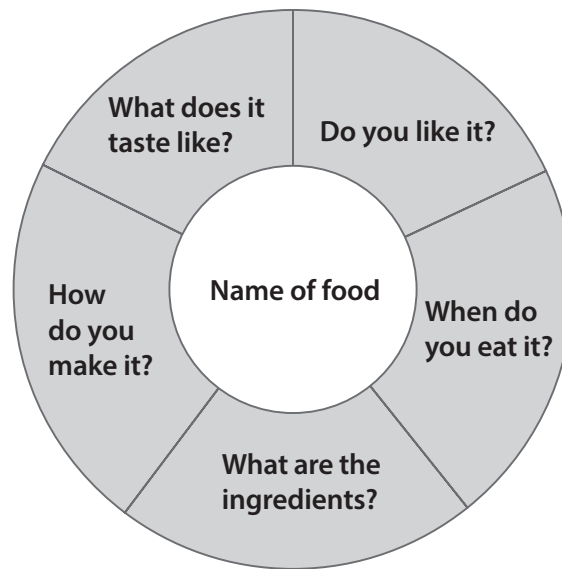 What does it
taste like?
Do you like it?
How
do you
make it?
Name of food
When do
you eat it?
What are the
ingredients?